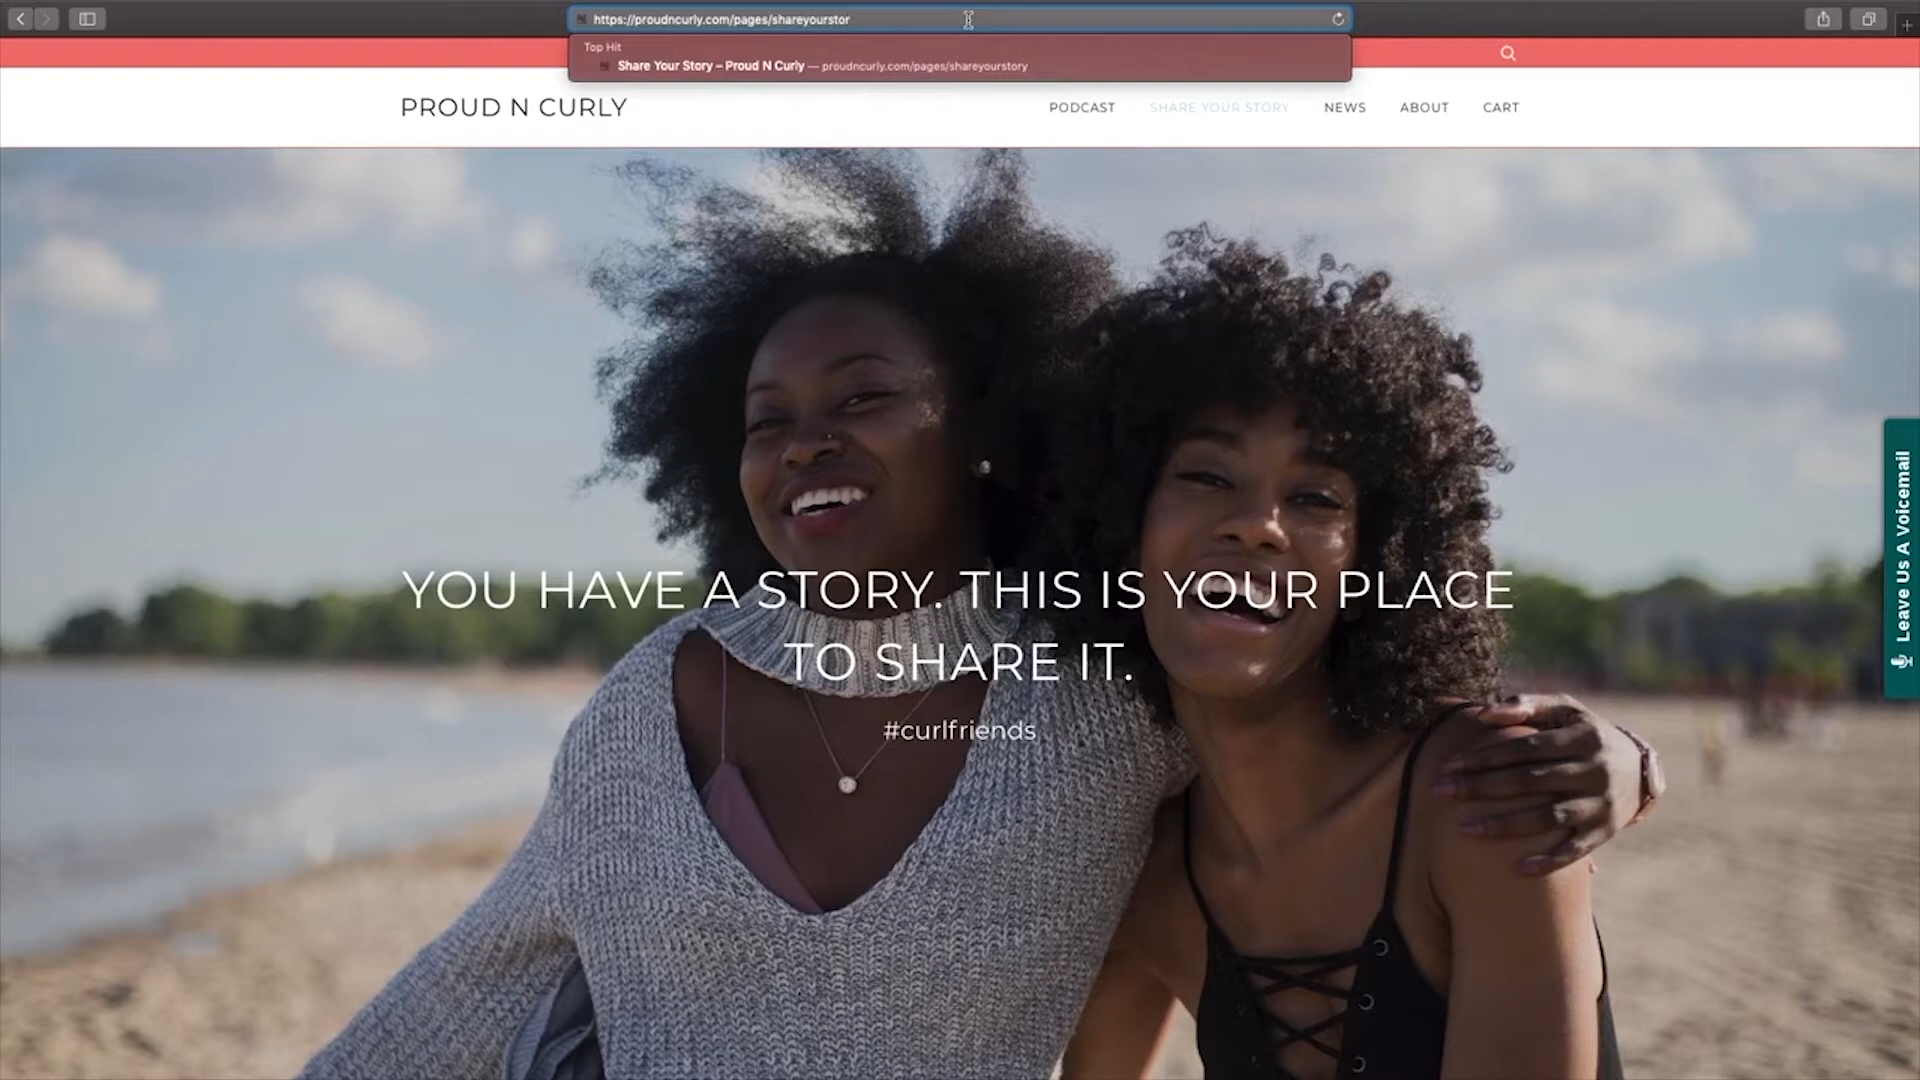 https://proudncurly.com/pages/shareyourstor
Top Hit
Share Your Story – Proud N Curly — proudncurly.com/pages/shareyourstory
PROUD N CURLY
PODCAST SHARE YOUR STORY NEWS ABOUT CART
YOU HAVE A STORY. THIS IS YOUR PLACE
TO SHARE IT.
#curlfriends
Leave Us A Voicemail